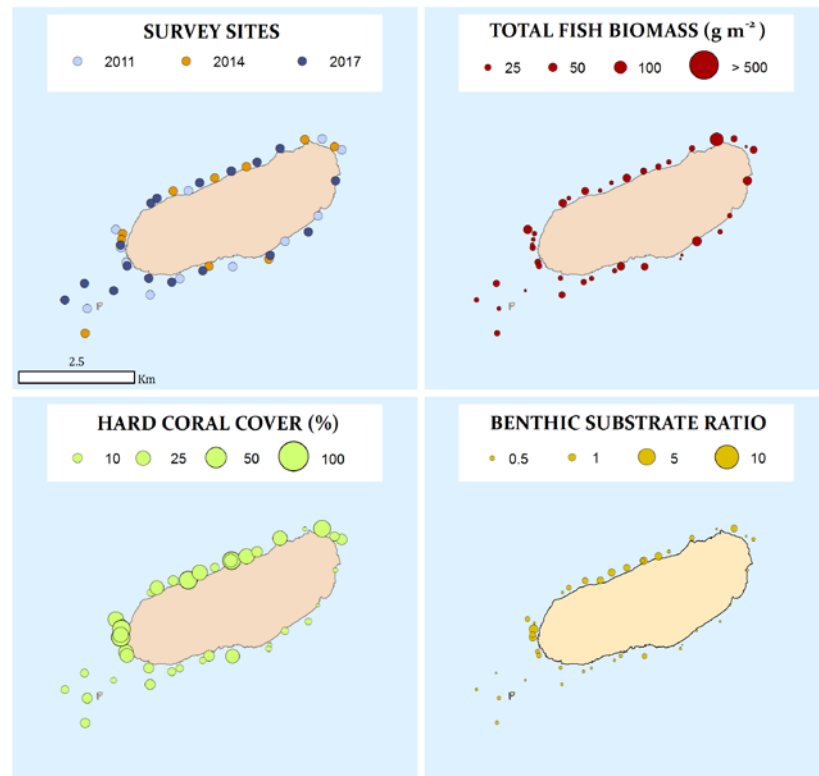 SURVEY SITES
2011 2014 2017
2.5
Km
TOTAL FISH BIOMASS (g m⁻²)
25 50 100 > 500
HARD CORAL COVER (%)
10 25 50 100
BENTHIC SUBSTRATE RATIO
0.5 1 5 10